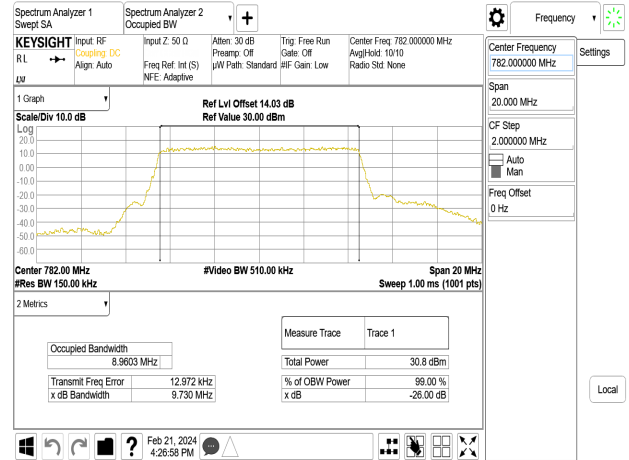 Spectrum Analyzer 1
Swept SA
Spectrum Analyzer 2
Occupied BW
+
Frequency
KEYSIGHT
RL
LXI
Input: RF
Coupling: DC
Align: Auto
Input Z: 50 Ω
Freq Ref: Int (S)
NFE: Adaptive
Atten: 30 dB
Preamp: Off
µW Path: Standard
Trig: Free Run
Gate: Off
#IF Gain: Low
Center Freq: 782.000000 MHz
Avg|Hold: 10/10
Radio Std: None
Center Frequency
782.000000 MHz
Settings
Span
20.000 MHz
CF Step
2.000000 MHz
Auto
Man
Freq Offset
0 Hz
Local
1 Graph
Scale/Div 10.0 dB
Ref Lvl Offset 14.03 dB
Ref Value 30.00 dBm
Log
20.0
10.0
0.00
-10.0
-20.0
-30.0
-40.0
-50.0
-60.0
Center 782.00 MHz
#Video BW 510.00 kHz
Span 20 MHz
#Res BW 150.00 kHz
Sweep 1.00 ms (1001 pts)
2 Metrics
Measure Trace Trace 1
Occupied Bandwidth
8.9603 MHz
Total Power 30.8 dBm
Transmit Freq Error 12.972 kHz
% of OBW Power 99.00 %
x dB Bandwidth 9.730 MHz
x dB -26.00 dB
?
Feb 21, 2024
4:26:58 PM